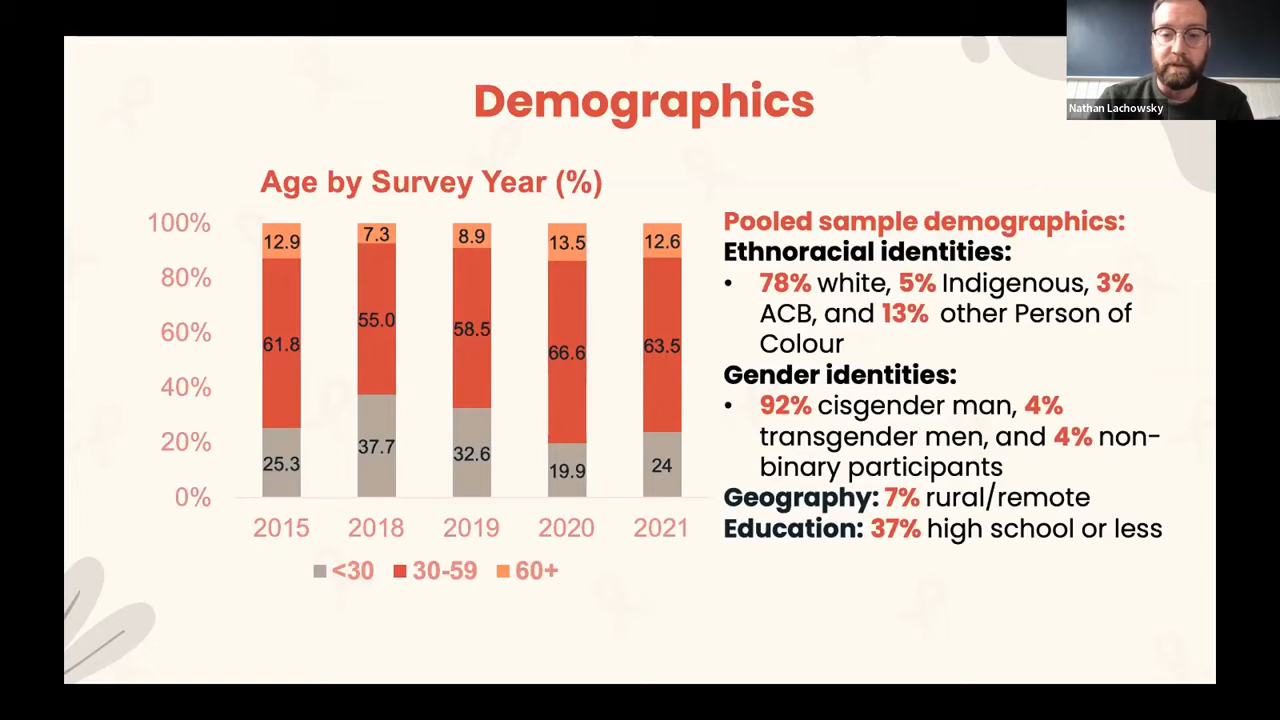 Nathan Lachowsky
Demographics
Age by Survey Year (%)
100%
80%
60%
40%
20%
0%
12.9
7.3
8.9
13.5
12.6
61.8
55.0
58.5
66.6
63.5
25.3
37.7
32.6
19.9
24
2015
2018
2019
2020
2021
<30
30-59
60+
Pooled sample demographics:
Ethnoracial identities:
• 78% white, 5% Indigenous, 3%
ACB, and 13% other Person of
Colour
Gender identities:
• 92% cisgender man, 4%
transgender men, and 4% non-
binary participants
Geography: 7% rural/remote
Education: 37% high school or less